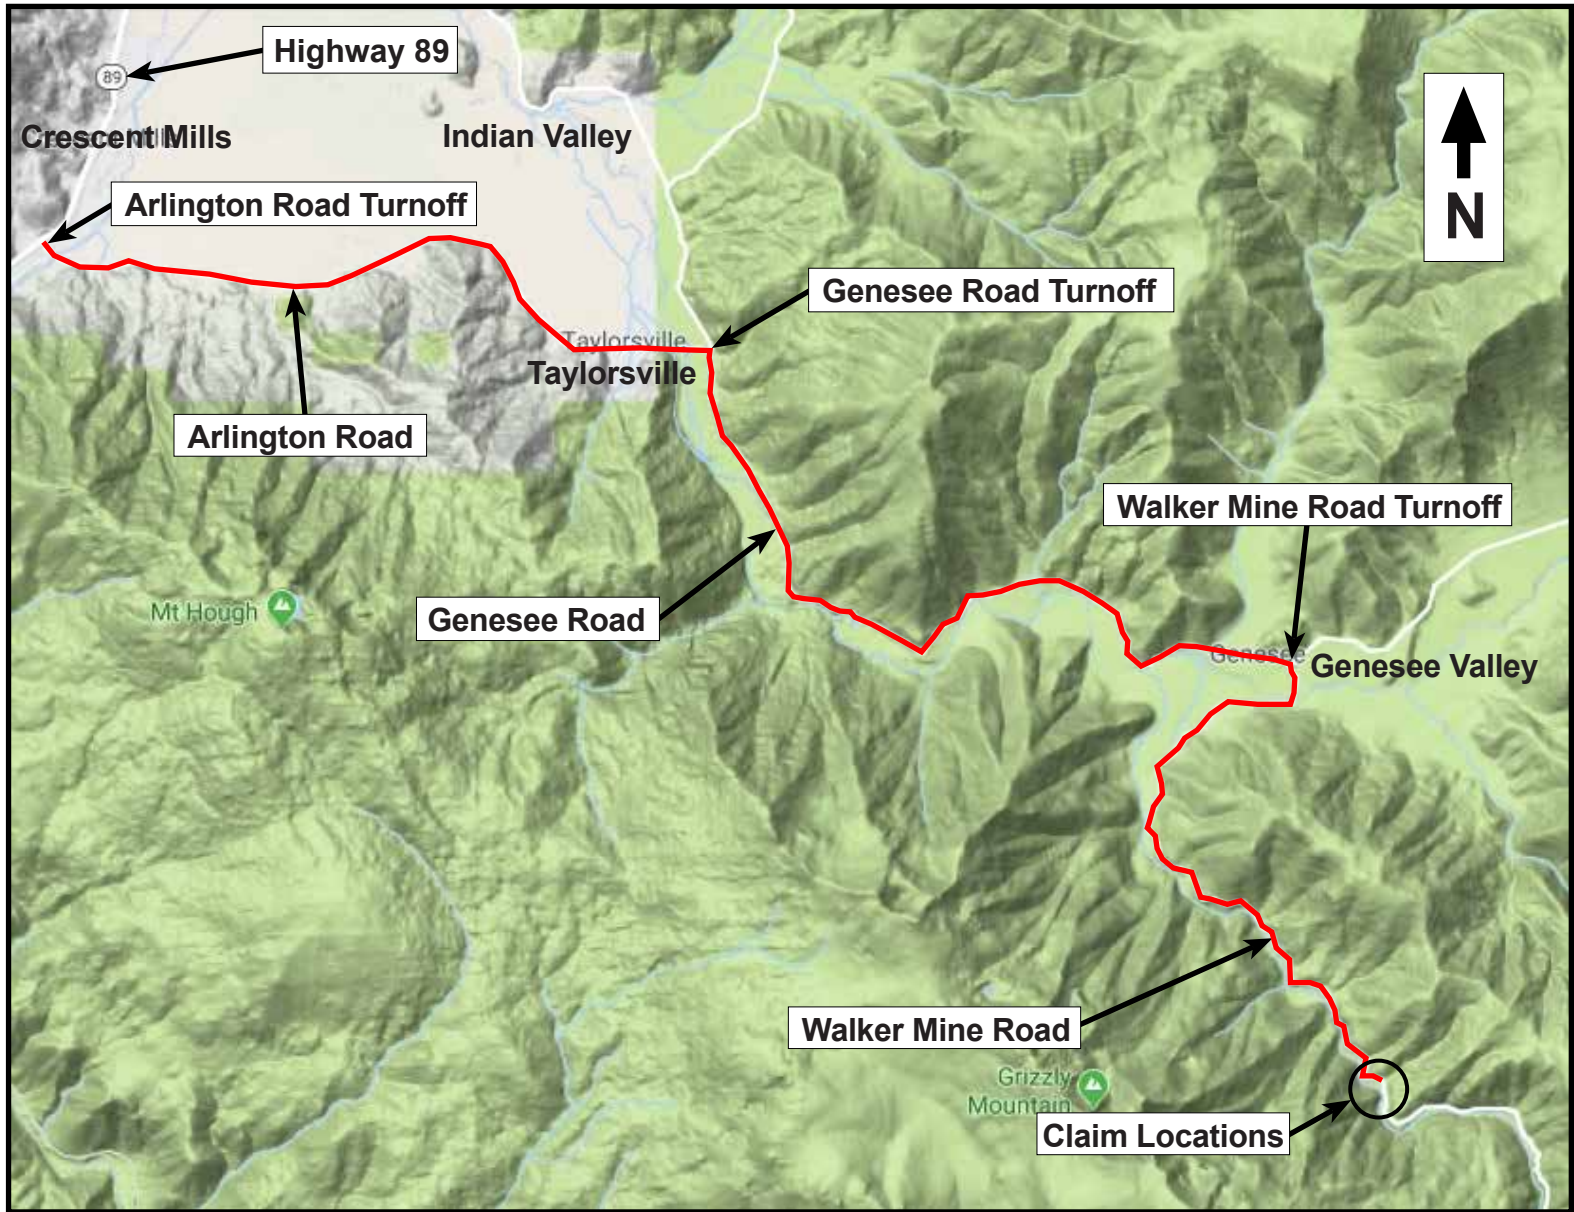 Highway 89
89
Crescent Mills
Indian Valley
Arlington Road Turnoff
N
Genesee Road Turnoff
Taylorsville
Taylorsville
Arlington Road
Walker Mine Road Turnoff
Mt Hough
Genesee Road
Genesee
Genesee Valley
Walker Mine Road
Grizzly
Mountain
Claim Locations